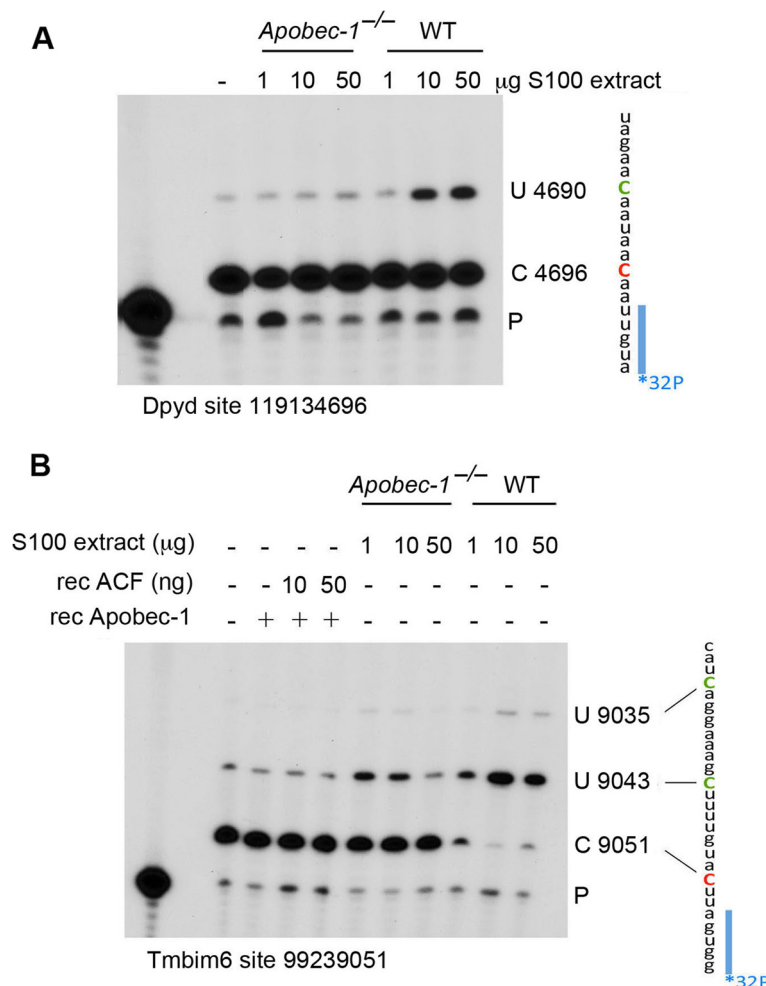 A
Apobec-1 –/– WT
- 1 10 50 1 10 50 μg S100 extract
U 4690
C 4696
P
uagaaCaauaaCaauugua
*32P
Dpyd site 119134696
B
Apobec-1 –/– WT
S100 extract (μg) - - - - 1 10 50 1 10 50
rec ACF (ng) - - 10 50 - - - - - -
rec Apobec-1 - + + + - - - - - -
U 9035
U 9043
C 9051
P
cauCaggaaagCuuuuguaCuuagugg
*32P
Tmbim6 site 99239051